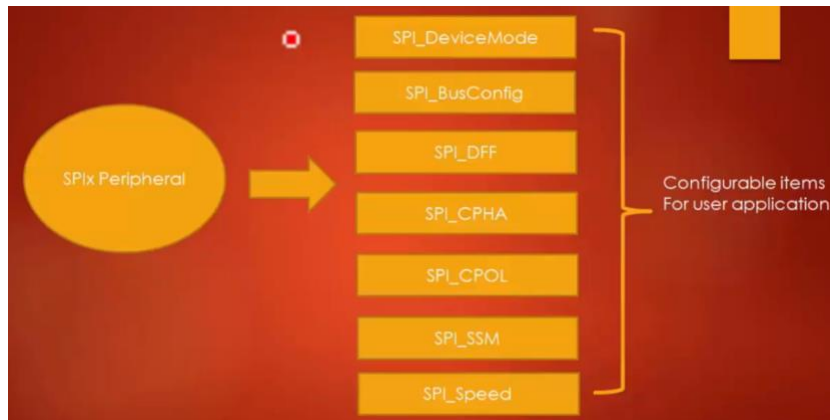 SPI_DeviceMode
SPI_BusConfig
SPI_DFF
SPIx Peripheral
SPI_CPHA
Configurable items
For user application
SPI_CPOL
SPI_SSM
SPI_Speed